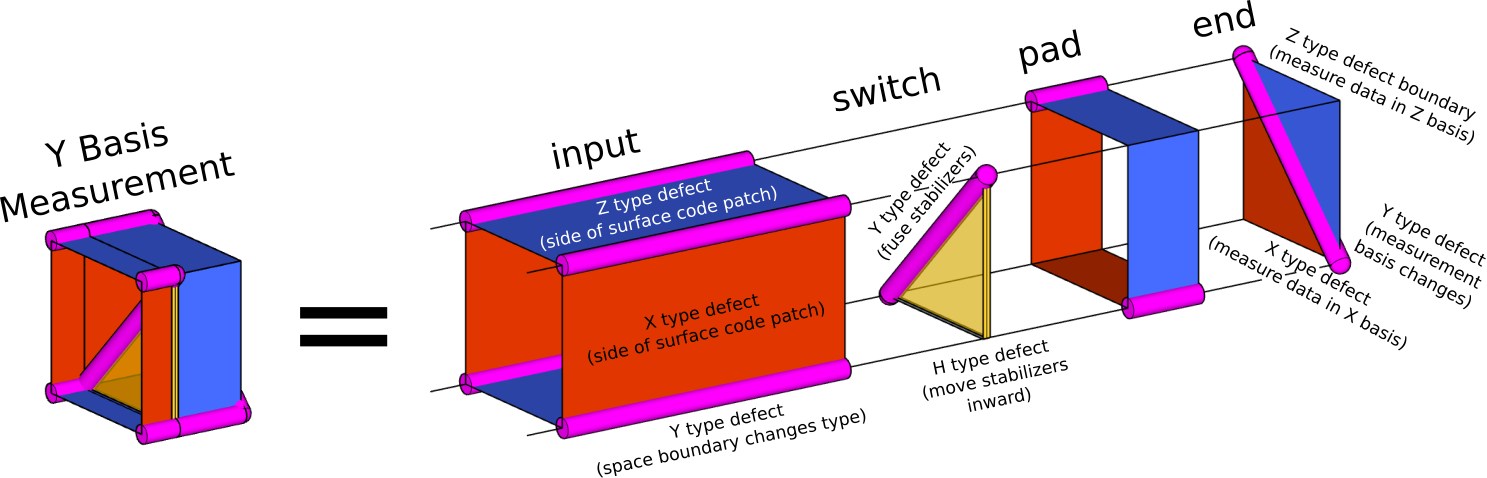 Y Basis
Measurement
input
switch
pad
end
Z type defect
(side of surface code patch)
X type defect
(side of surface code patch)
Y type defect
(space boundary changes type)
Y type defect
(fuse stabilizers)
H type defect
(move stabilizers
inward)
Z type defect boundary
(measure data in Z basis)
X type defect
(measure data in X basis)
Y type defect
(measurement
basis changes)